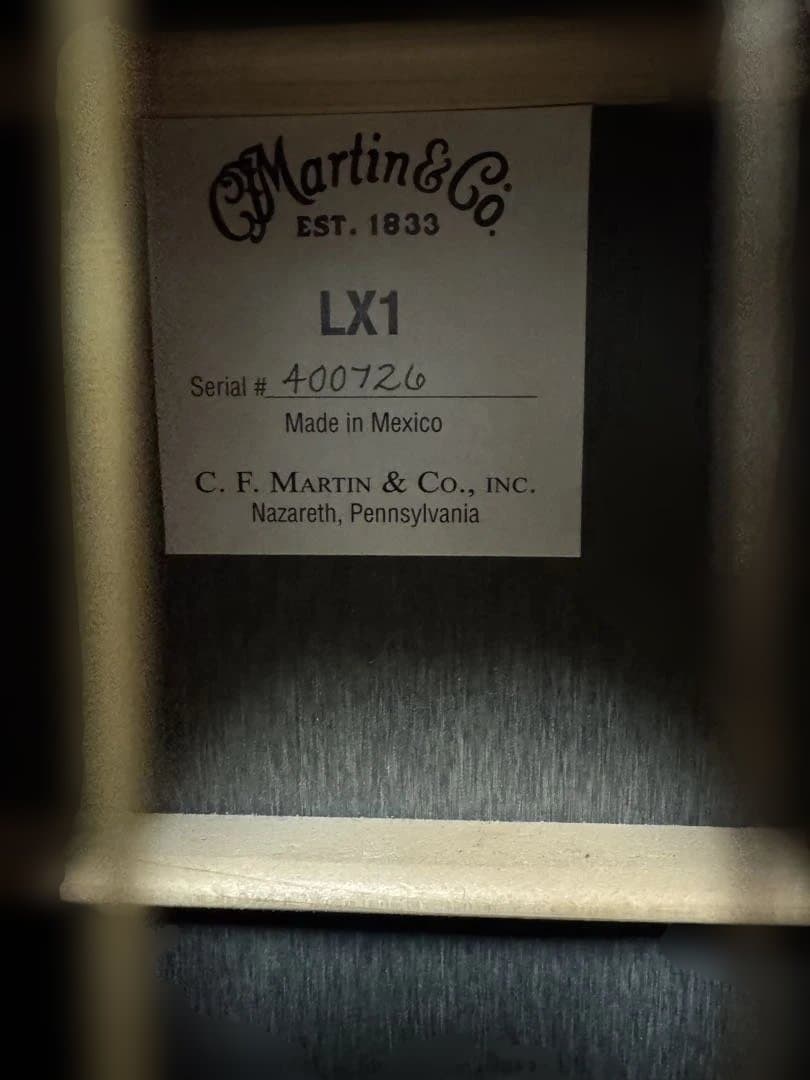 CFMartin & Co.
EST. 1833
LX1
Serial # 400726
Made in Mexico
C. F. MARTIN & CO., INC.
Nazareth, Pennsylvania